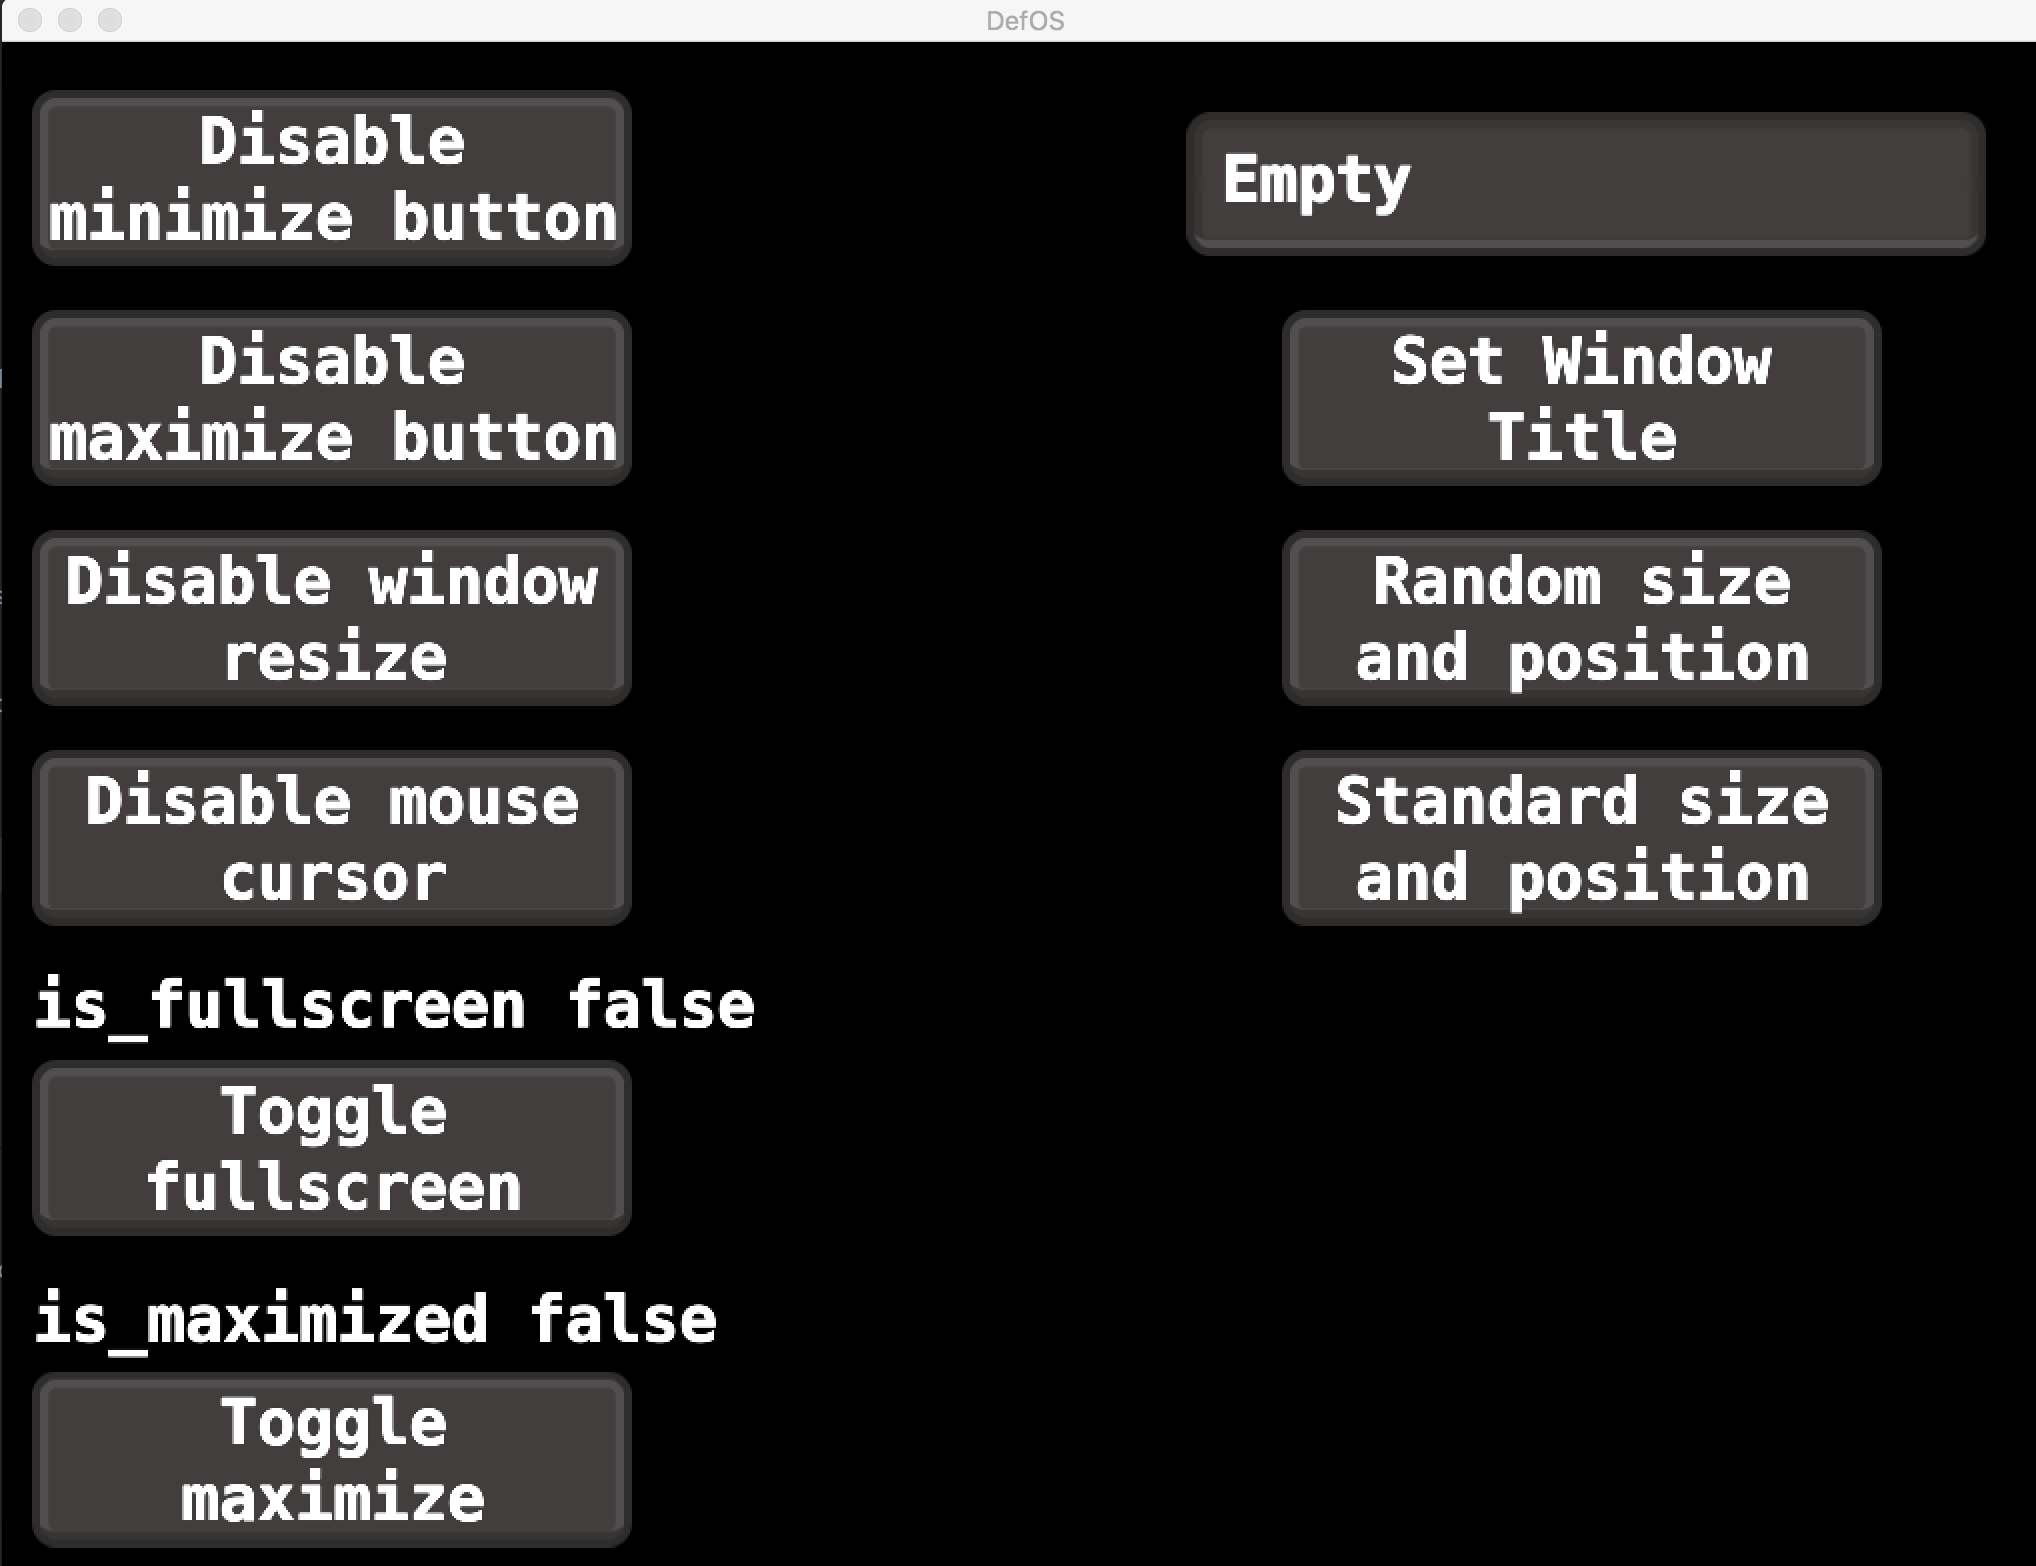 DefOS
Disable
minimize button
Disable
maximize button
Disable window
resize
Disable mouse
cursor
is_fullscreen false
Toggle
fullscreen
is_maximized false
Toggle
maximize
Empty
Set Window
Title
Random size
and position
Standard size
and position